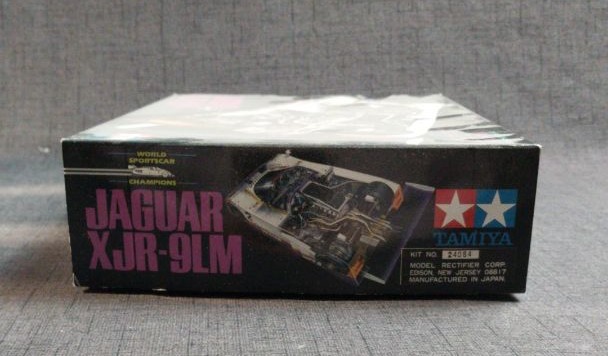 WORLD
SPORTSCAR
CHAMPIONS
JAGUAR
XJR-9LM
TAMIYA
KIT NO. 24084
MODEL RECTIFIER CORP.
EDISON, NEW JERSEY 08817
MANUFACTURED IN JAPAN.